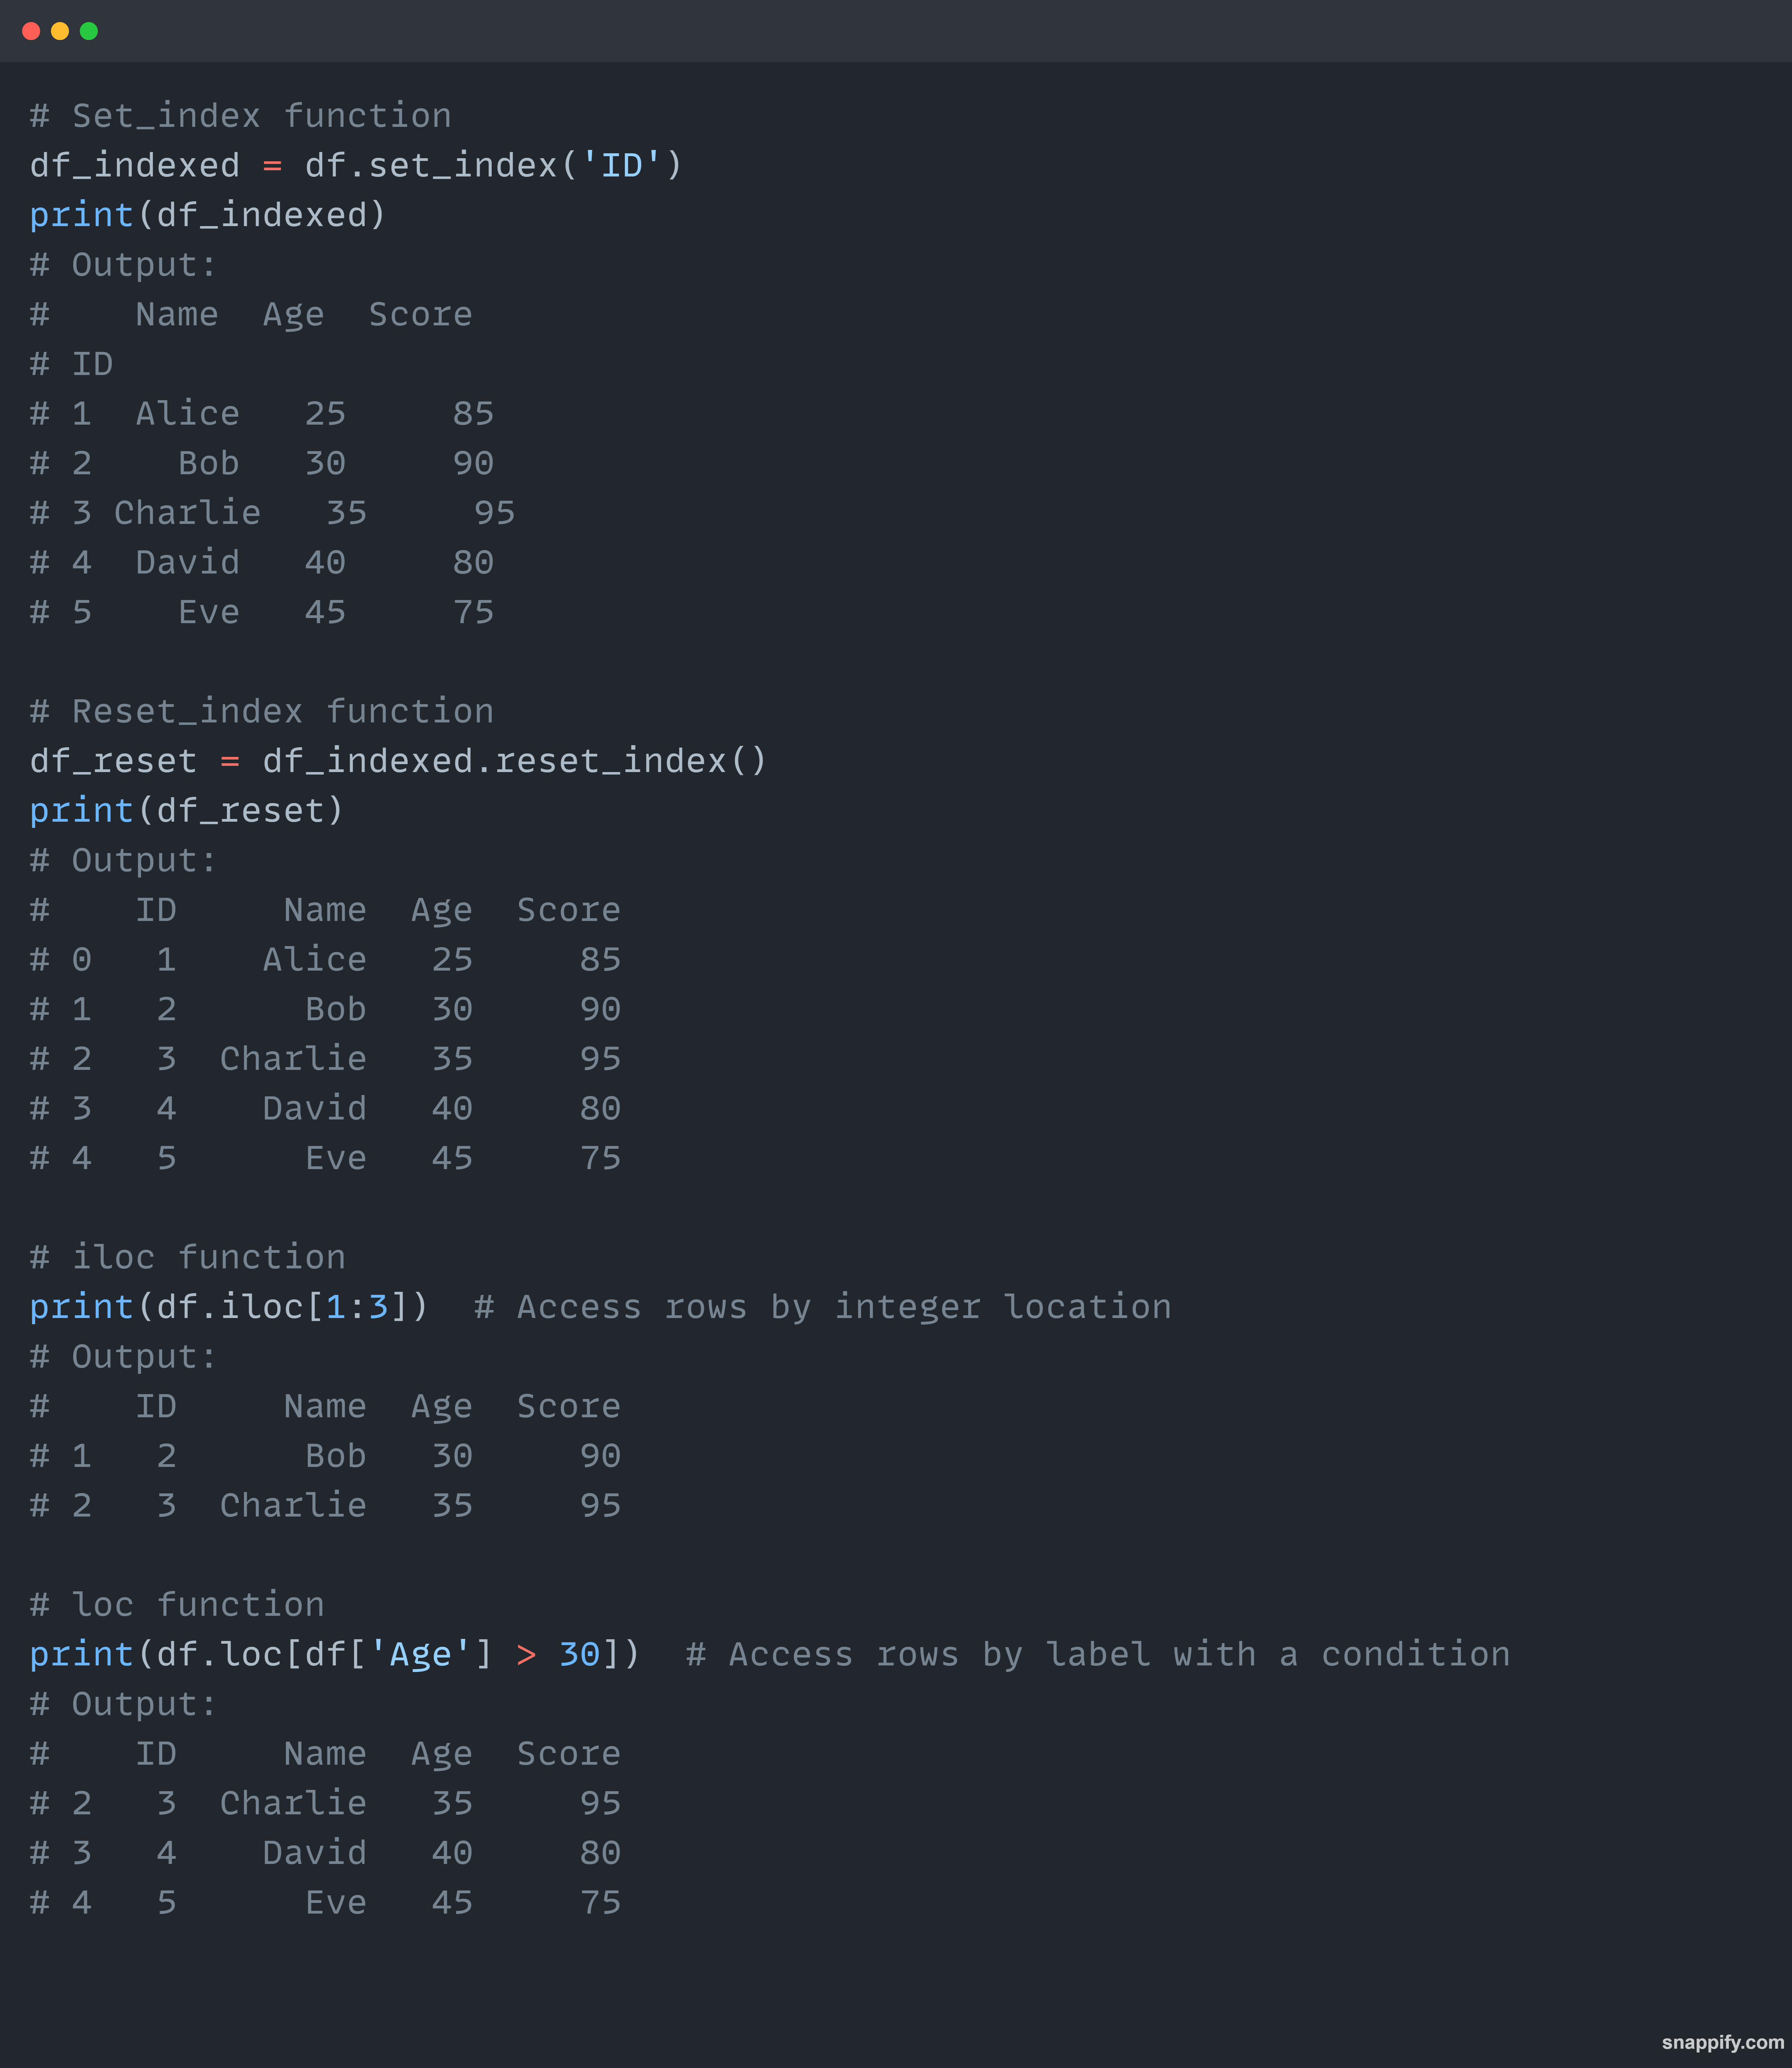 # Set_index function
df_indexed = df.set_index('ID')
print(df_indexed)
# Output:
#    Name  Age  Score
# ID
# 1  Alice   25     85
# 2    Bob   30     90
# 3 Charlie   35     95
# 4  David   40     80
# 5    Eve   45     75

# Reset_index function
df_reset = df_indexed.reset_index()
print(df_reset)
# Output:
#    ID     Name  Age  Score
# 0   1    Alice   25     85
# 1   2      Bob   30     90
# 2   3  Charlie   35     95
# 3   4    David   40     80
# 4   5      Eve   45     75

# iloc function
print(df.iloc[1:3])  # Access rows by integer location
# Output:
#    ID     Name  Age  Score
# 1   2      Bob   30     90
# 2   3  Charlie   35     95

# loc function
print(df.loc[df['Age'] > 30])  # Access rows by label with a condition
# Output:
#    ID     Name  Age  Score
# 2   3  Charlie   35     95
# 3   4    David   40     80
# 4   5      Eve   45     75
snappify.com